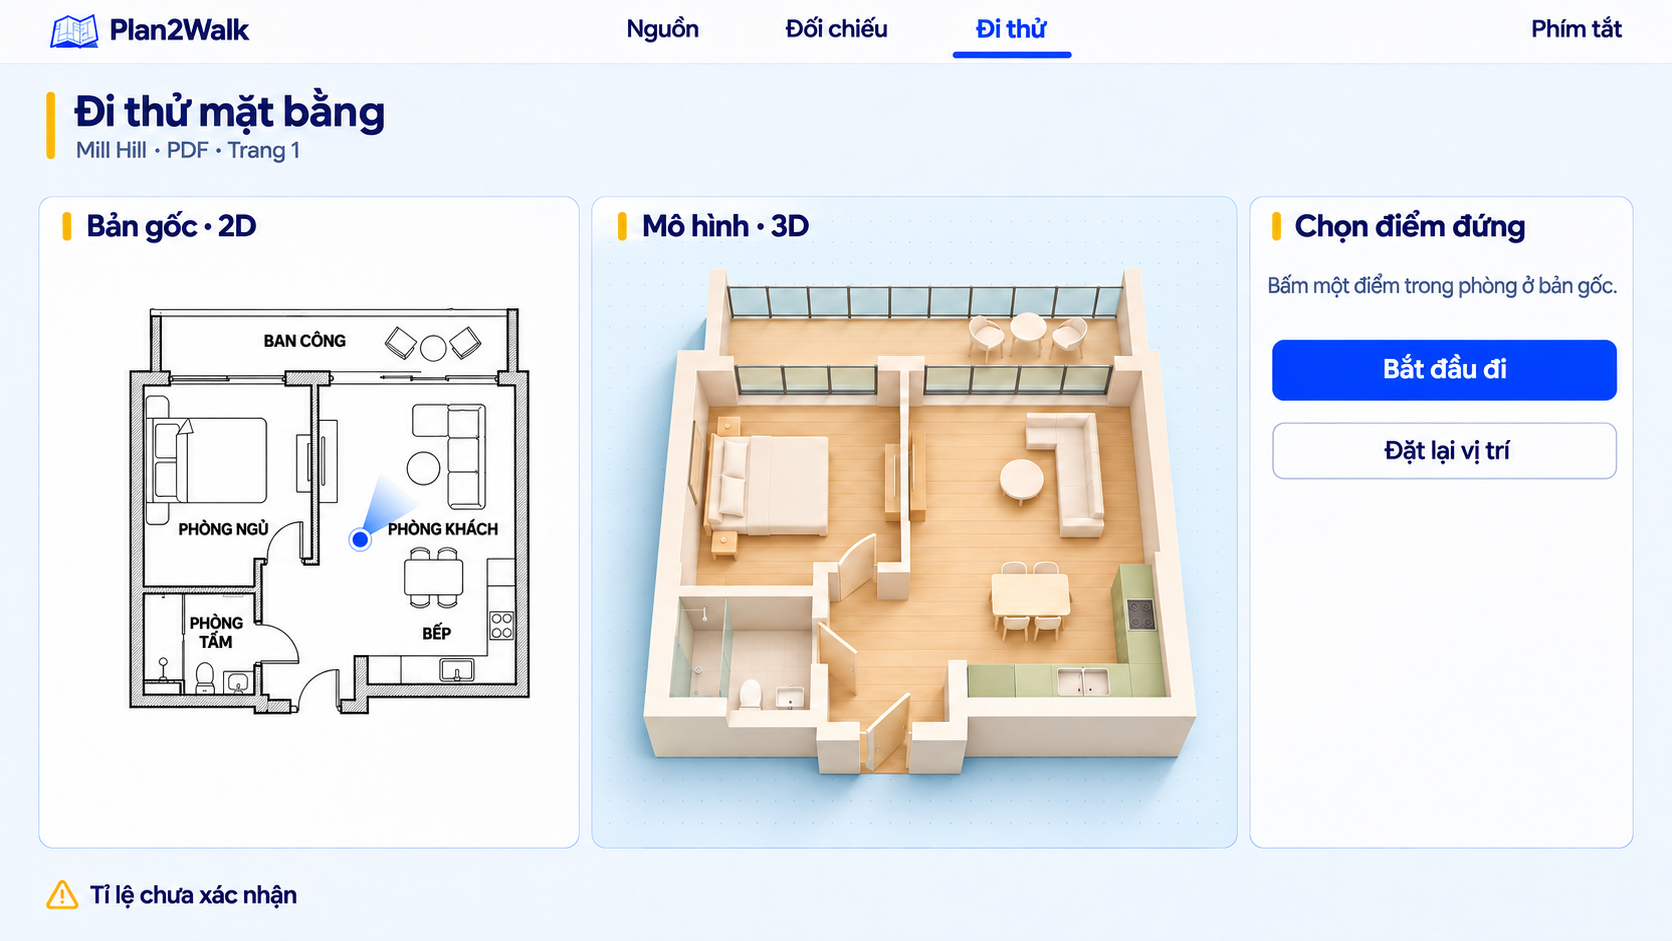 Plan2Walk
Nguồn
Đối chiếu
Đi thử
Phím tắt
Đi thử mặt bằng
Mill Hill • PDF • Trang 1
Bản gốc • 2D
BAN CÔNG
PHÒNG NGỦ
PHÒNG KHÁCH
PHÒNG
TẮM
BẾP
Mô hình • 3D
Chọn điểm đứng
Bấm một điểm trong phòng ở bản gốc.
Bắt đầu đi
Đặt lại vị trí
Tỉ lệ chưa xác nhận